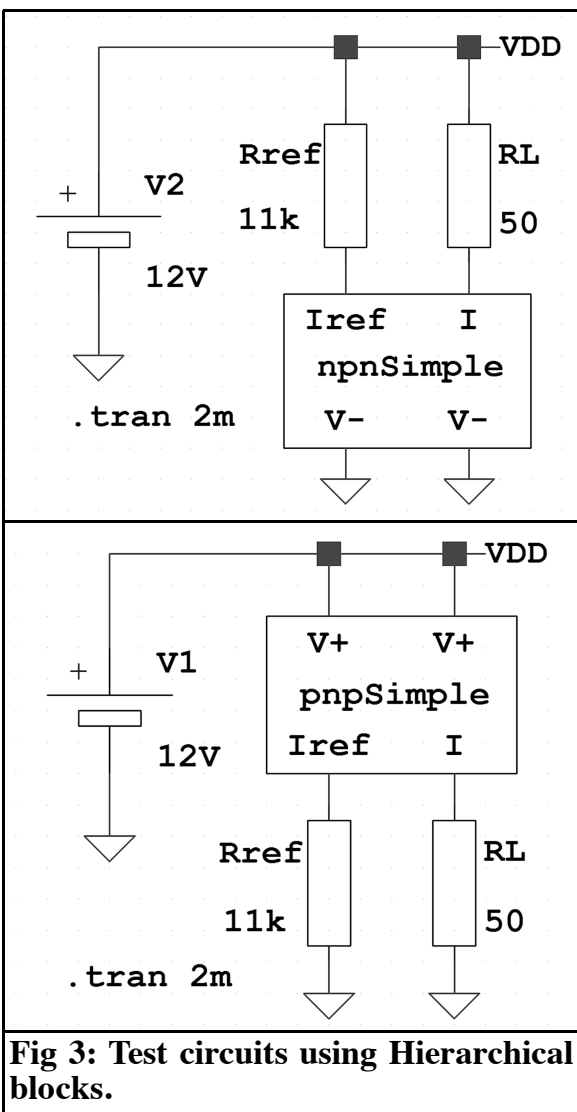 VDD
Rref
RL
+
V2
11k
50
12V
Iref I
npnSimple
V- V-
.tran 2m
VDD
V+ V+
+
V1
pnpSimple
12V
Iref I
Rref
RL
11k
50
.tran 2m
Fig 3: Test circuits using Hierarchical
blocks.